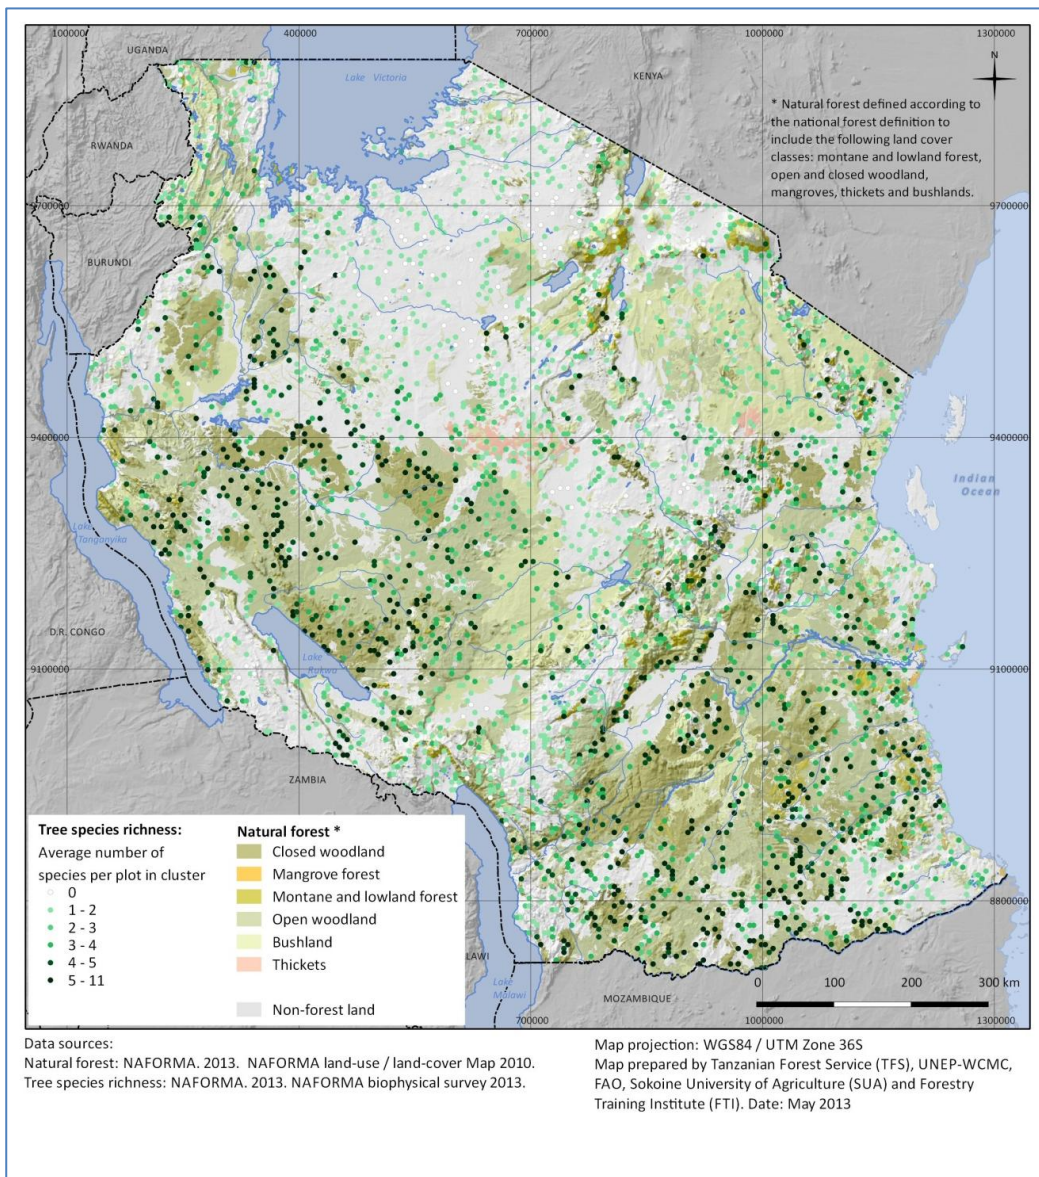 1000000
400000
700000
1000000
1300000
UGANDA
Lake Victoria
KENYA
N
* Natural forest defined according to
the national forest definition to
include the following land cover
classes: montane and lowland forest,
open and closed woodland,
mangroves, thickets and bushlands.
RWANDA
9700000
9700000
BURUNDI
9400000
9400000
Indian
Ocean
Lake
Tanganyika
D.R. CONGO
Lake
Rukwa
9100000
9100000
ZAMBIA
Tree species richness:
Average number of
species per plot in cluster
0
1 - 2
2 - 3
3 - 4
4 - 5
5 - 11
Natural forest *
Closed woodland
Mangrove forest
Montane and lowland forest
Open woodland
Bushland
Thickets
Non-forest land
8800000
8800000
LAWI
Lake
Malawi
MOZAMBIQUE
0 100 200 300 km
700000
1000000
1300000
Data sources:
Natural forest: NAFORMA. 2013. NAFORMA land-use / land-cover Map 2010.
Tree species richness: NAFORMA. 2013. NAFORMA biophysical survey 2013.
Map projection: WGS84 / UTM Zone 36S
Map prepared by Tanzanian Forest Service (TFS), UNEP-WCMC,
FAO, Sokoine University of Agriculture (SUA) and Forestry
Training Institute (FTI). Date: May 2013